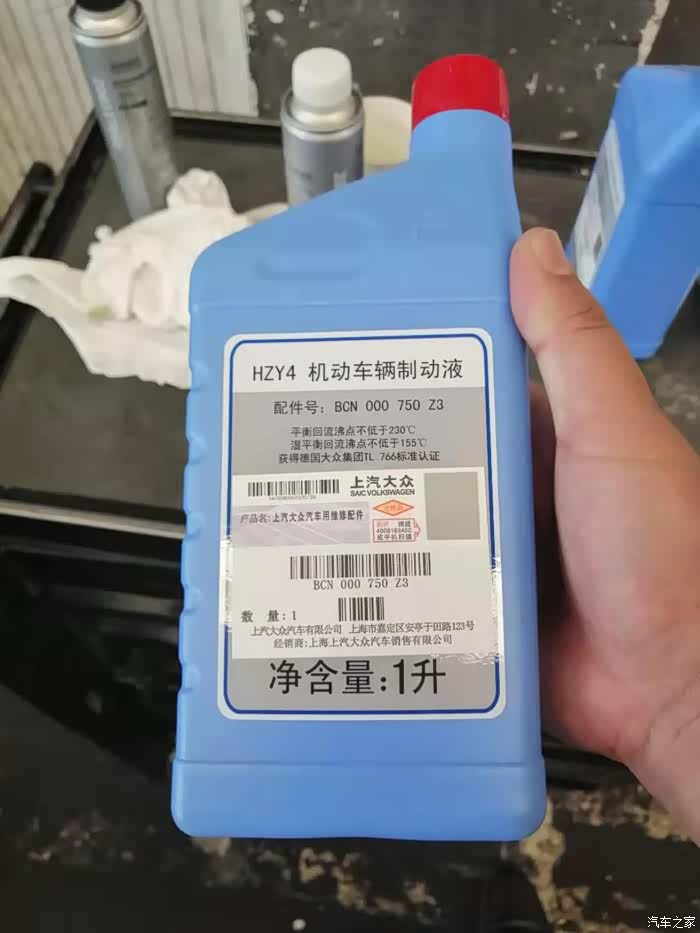 HZY4 机动车辆制动液
配件号: BCN 000 750 Z3
平衡回流沸点不低于230℃
湿平衡回流沸点不低于155℃
获得德国大众集团TL 766标准认证
上汽大众
SAIC VOLKSWAGEN
产品名: 上汽大众汽车用维修配件
4008183450
或手机扫描
BCN 000 750 Z3
数 量: 1
上汽大众汽车有限公司 上海市嘉定区安亭于田路123号
经销商: 上海上汽大众汽车销售有限公司
净含量: 1升
汽车之家